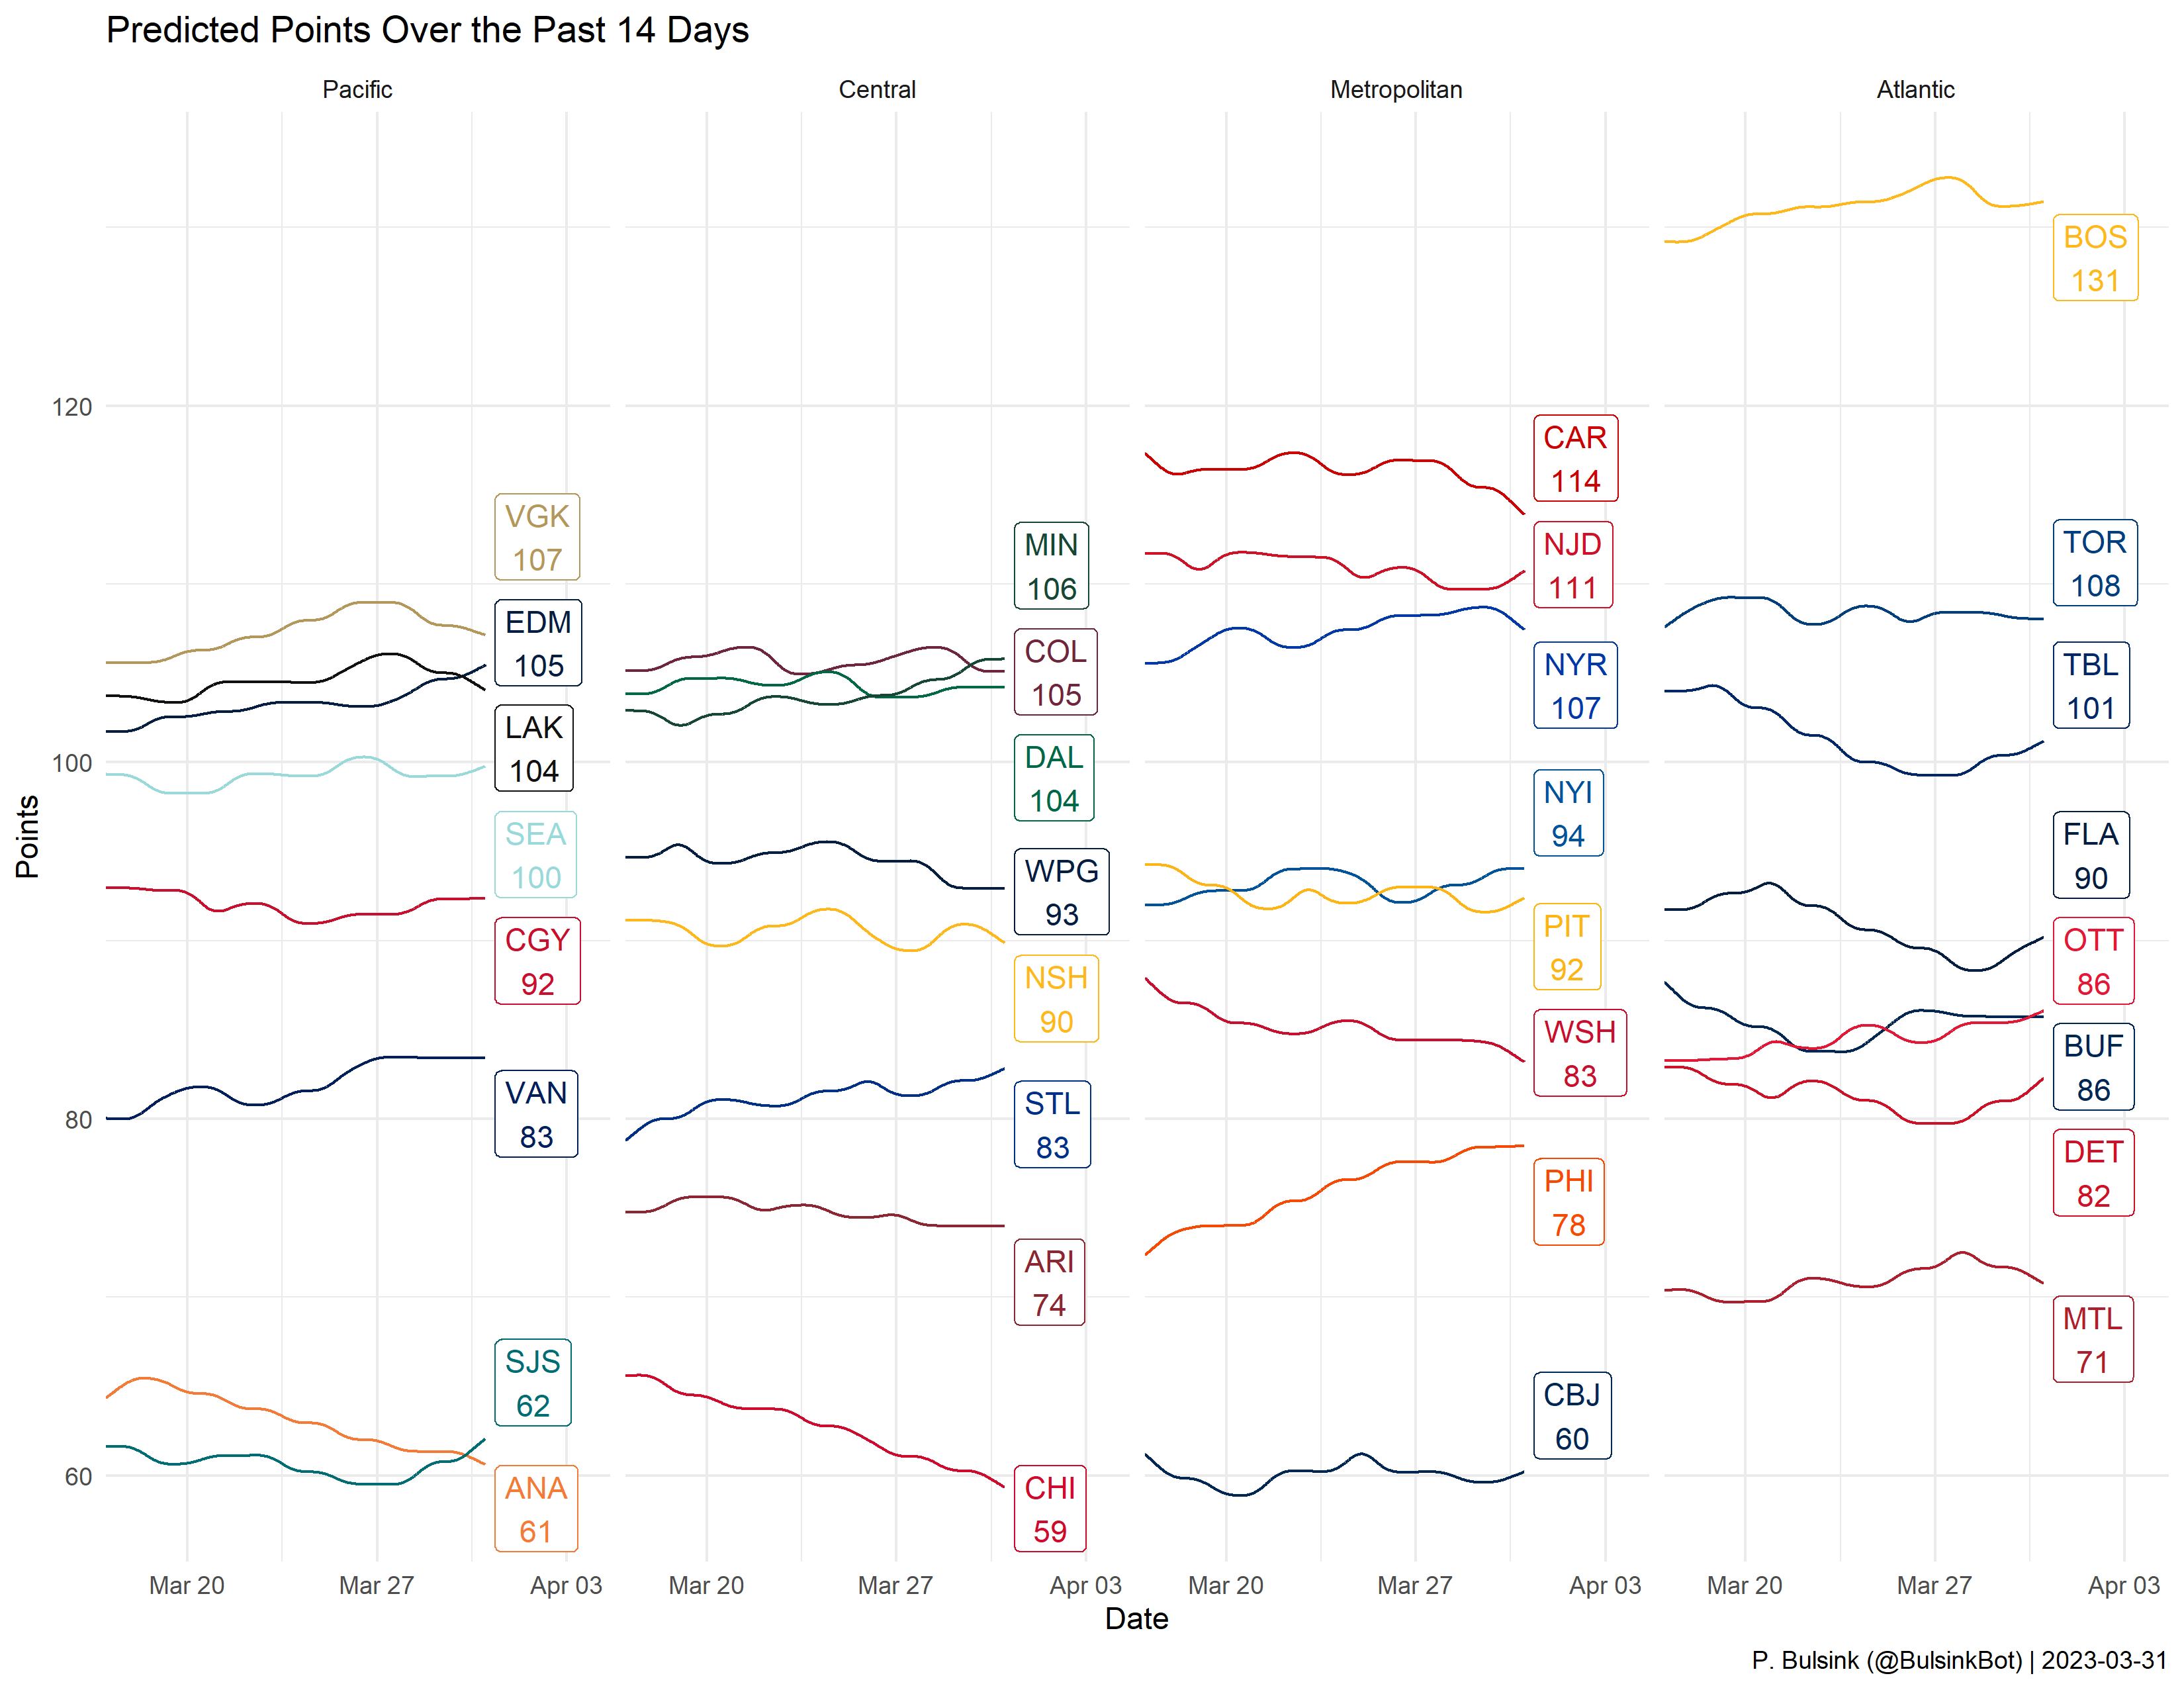 Predicted Points Over the Past 14 Days
Pacific
Central
Metropolitan
Atlantic
Points
120
100
80
60
VGK
107
EDM
105
LAK
104
SEA
100
CGY
92
VAN
83
SJS
62
ANA
61
MIN
106
COL
105
DAL
104
WPG
93
NSH
90
STL
83
ARI
74
CHI
59
CAR
114
NJD
111
NYR
107
NYI
94
PIT
92
WSH
83
PHI
78
CBJ
60
BOS
131
TOR
108
TBL
101
FLA
90
OTT
86
BUF
86
DET
82
MTL
71
Mar 20
Mar 27
Apr 03
Mar 20
Mar 27
Apr 03
Mar 20
Mar 27
Apr 03
Mar 20
Mar 27
Apr 03
Date
P. Bulsink (@BulsinkBot) | 2023-03-31